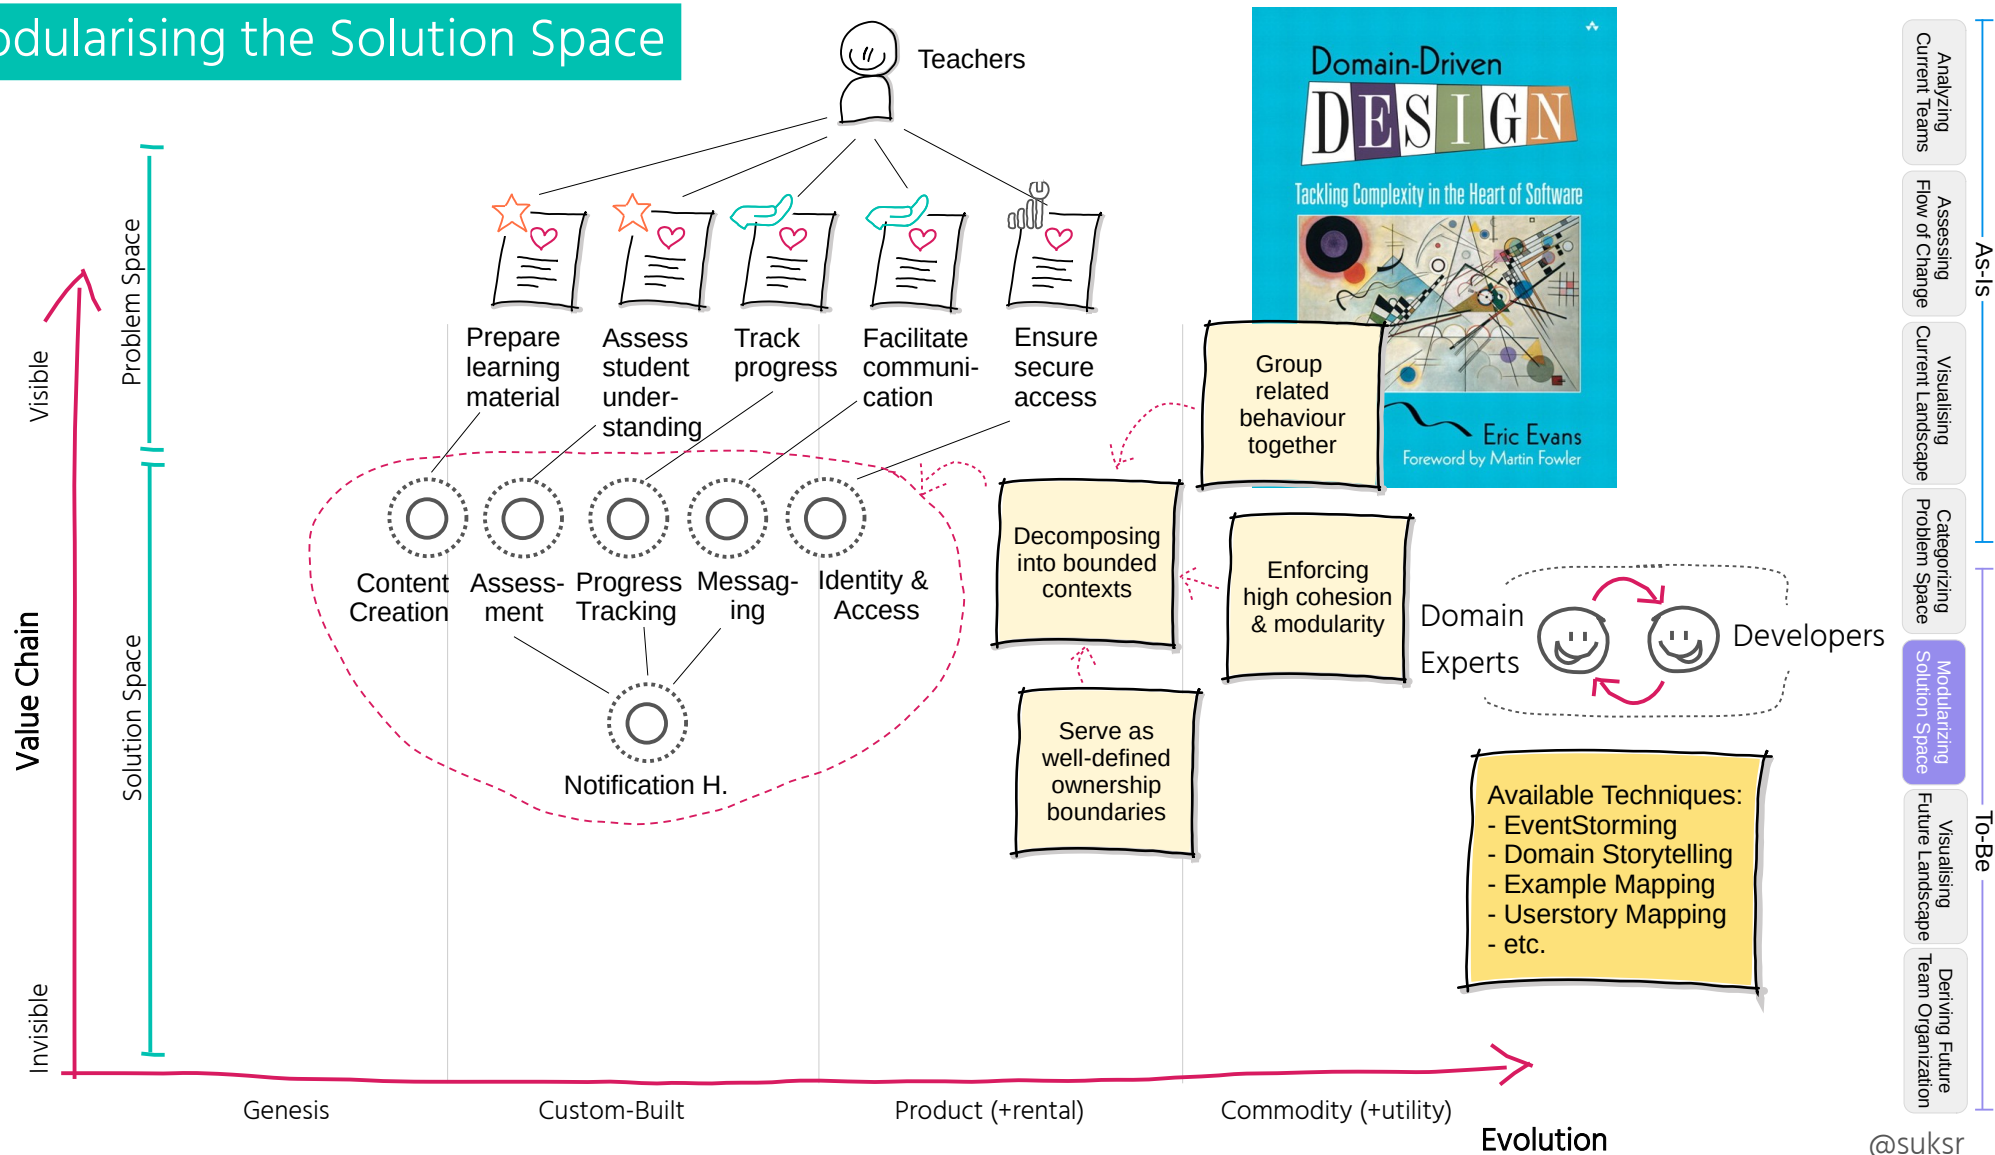 odularising the Solution Space
Teachers
Domain-Driven
DESIGN
Tackling Complexity in the Heart of Software
Eric Evans
Foreword by Martin Fowler
Value Chain
Visible
Invisible
Problem Space
Solution Space
Prepare
learning
material
Assess
student
under-
standing
Track
progress
Facilitate
communi-
cation
Ensure
secure
access
Content
Creation
Assess-
ment
Progress
Tracking
Messag-
ing
Identity &
Access
Notification H.
Group
related
behaviour
together
Decomposing
into bounded
contexts
Enforcing
high cohesion
& modularity
Serve as
well-defined
ownership
boundaries
Domain
Experts
Developers
Available Techniques:
- EventStorming
- Domain Storytelling
- Example Mapping
- Userstory Mapping
- etc.
Genesis
Custom-Built
Product (+rental)
Commodity (+utility)
Evolution
Analyzing
Current Teams
Assessing
Flow of Change
Visualising
Current Landscape
Categorizing
Problem Space
Modularizing
Solution Space
Visualising
Future Landscape
Deriving Future
Team Organization
As-Is
To-Be
@suksr